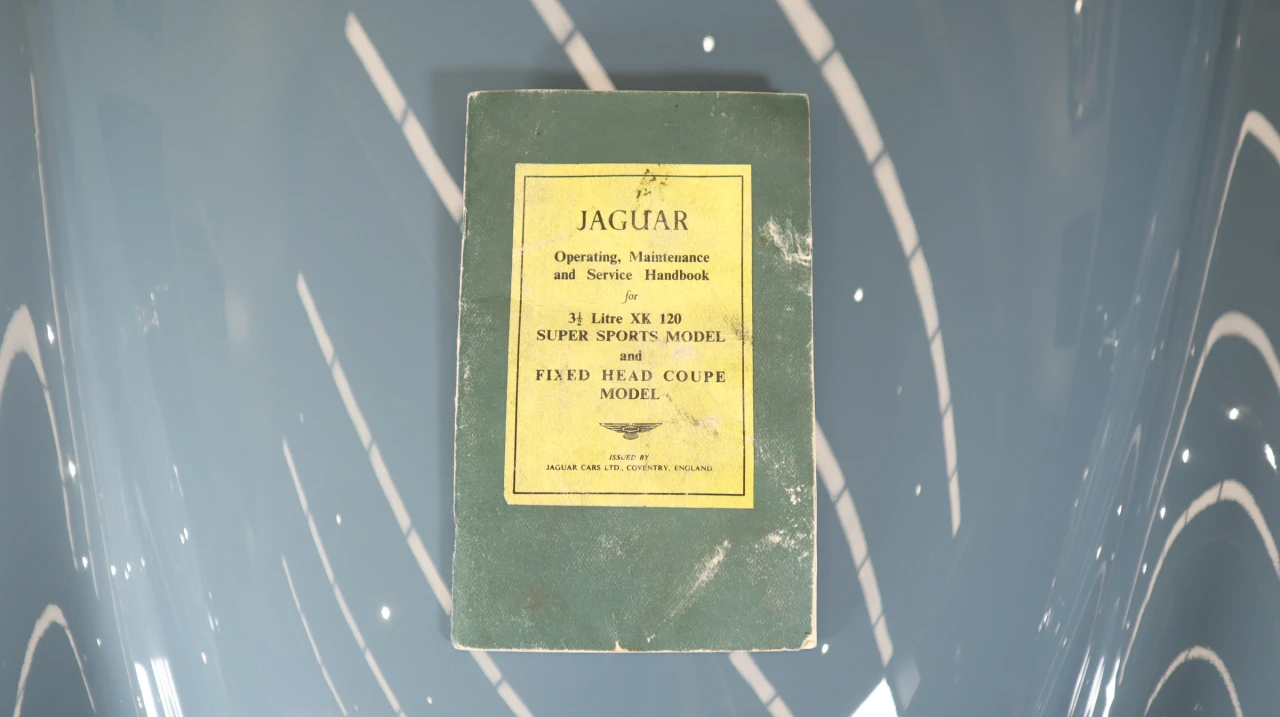 JAGUAR
Operating, Maintenance
and Service Handbook
for
3½ Litre XK 120
SUPER SPORTS MODEL
and
FIXED HEAD COUPE
MODEL
JAGUAR
ISSUED BY
JAGUAR CARS LTD., COVENTRY, ENGLAND